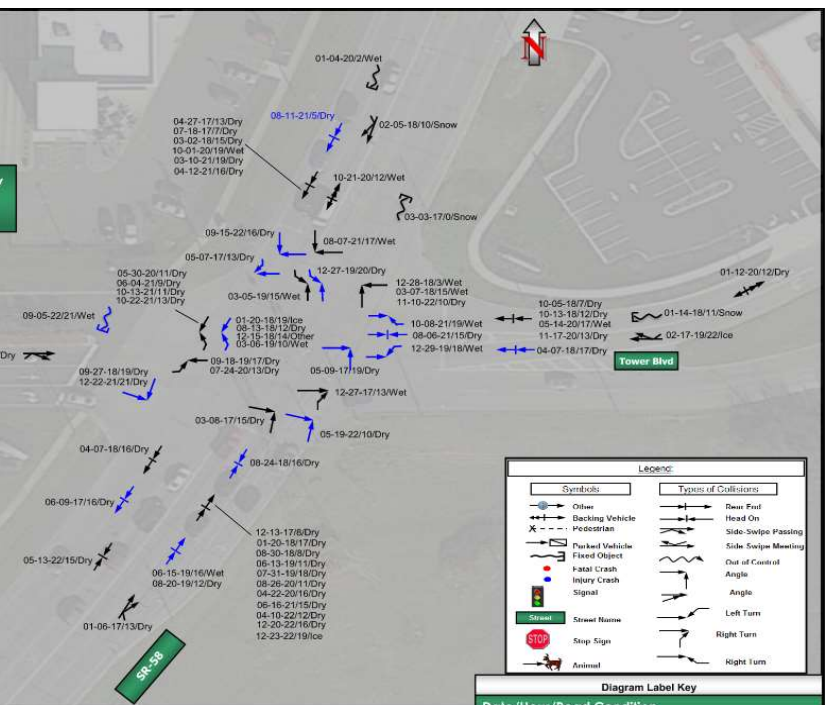 N
01-04-20/2/Wet
04-27-17/13/Dry
07-18-17/7/Dry
03-02-18/15/Dry
10-01-20/19/Wet
03-10-21/19/Dry
04-12-21/16/Dry
08-11-21/5/Dry
02-05-18/10/Snow
10-21-20/12/Wet
03-03-17/0/Snow
09-15-22/16/Dry
08-07-21/17/Wet
05-07-17/13/Dry
12-27-19/20/Dry
05-30-20/11/Dry
06-04-21/9/Dry
10-13-21/11/Dry
10-22-21/13/Dry
03-05-19/15/Wet
12-28-18/3/Wet
03-07-18/15/Wet
11-10-22/10/Dry
01-12-20/12/Dry
09-05-22/21/Wet
01-20-18/19/Ice
08-13-18/12/Dry
12-15-18/14/Other
03-06-19/10/Wet
10-08-21/19/Wet
08-06-21/15/Dry
12-29-19/18/Wet
10-05-18/7/Dry
10-13-18/12/Dry
05-14-20/17/Wet
11-17-20/13/Dry
04-07-18/17/Dry
01-14-18/11/Snow
02-17-19/22/Ice
Tower Blvd
/Dry
09-18-19/17/Dry
07-24-20/13/Dry
05-09-17/19/Dry
09-27-18/19/Dry
12-22-21/21/Dry
12-27-17/13/Wet
03-08-17/15/Dry
05-19-22/10/Dry
04-07-18/16/Dry
08-24-18/16/Dry
06-09-17/16/Dry
05-13-22/15/Dry
06-15-19/16/Wet
08-20-19/12/Dry
12-13-17/6/Dry
01-20-18/17/Dry
08-30-18/8/Dry
06-13-19/11/Dry
07-31-19/18/Dry
08-26-20/11/Dry
04-22-20/16/Dry
06-16-21/15/Dry
04-10-22/12/Dry
12-20-22/16/Dry
12-23-22/19/Ice
01-06-17/13/Dry
SR-58
Legend:
Symbols
Other
Backing Vehicle
Pedestrian
Parked Vehicle
Fixed Object
Fatal Crash
Injury Crash
Signal
Street
Street Name
STOP
Stop Sign
Animal
Types of Collisions
Rear End
Head On
Side-Swipe Passing
Side Swipe Meeting
Out of Control
Angle
Angle
Left Turn
Right Turn
Right Turn
Diagram Label Key
Date/Hour/Road Condition